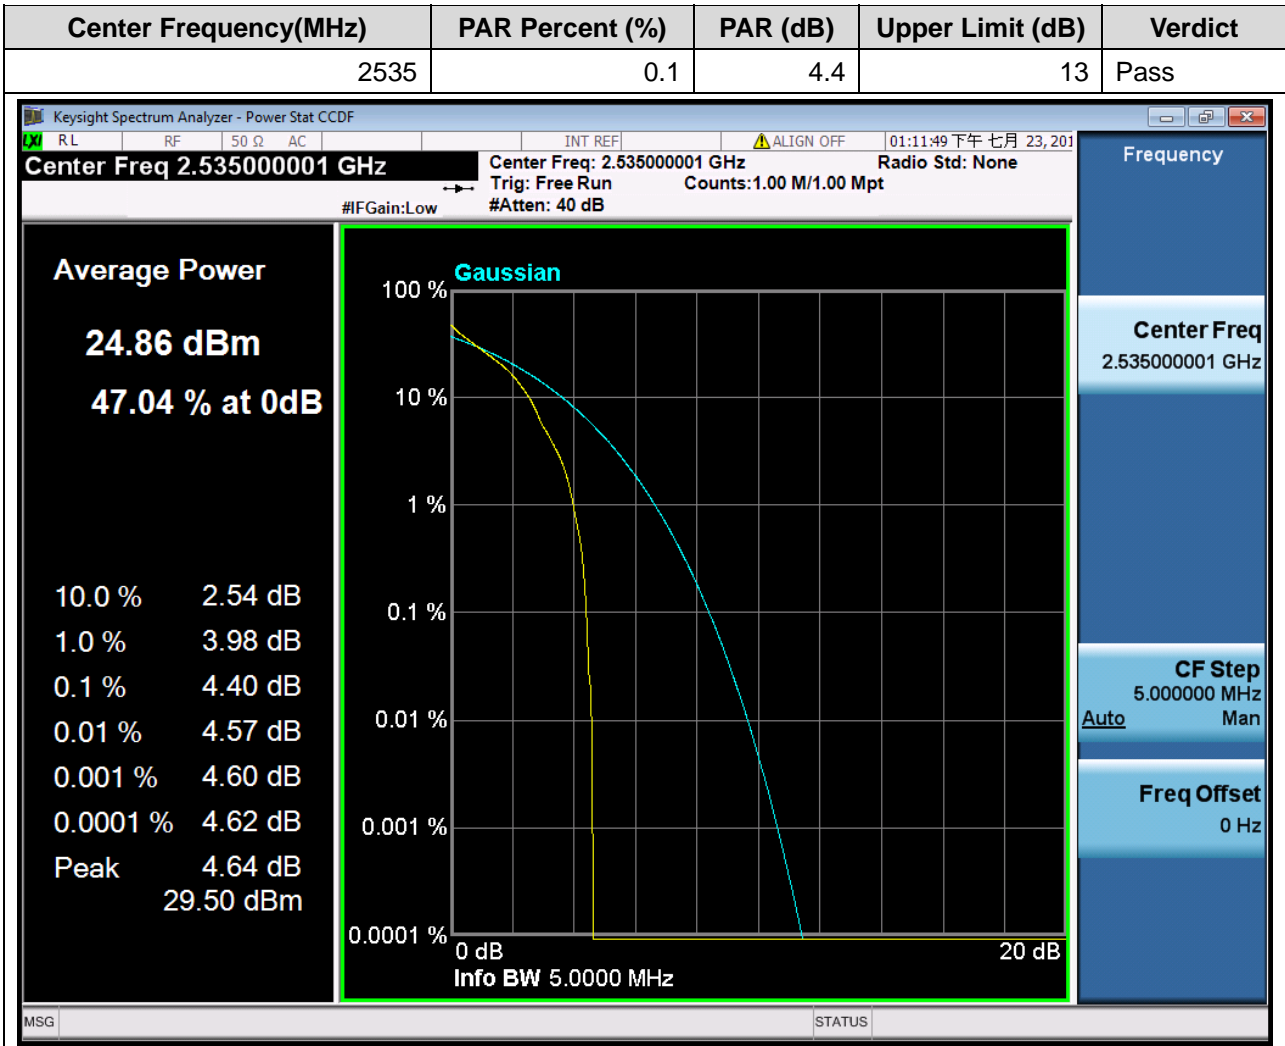 Center Frequency(MHz) PAR Percent (%) PAR (dB) Upper Limit (dB) Verdict
2535 0.1 4.4 13 Pass
Keysight Spectrum Analyzer - Power Stat CCDF
LXI RL RF 50 Ω AC INT REF ALIGN OFF 01:11:49 下午 七月 23, 201
Center Freq 2.535000001 GHz
Center Freq: 2.535000001 GHz Radio Std: None
Trig: Free Run Counts:1.00 M/1.00 Mpt
#IFGain:Low #Atten: 40 dB
Average Power
24.86 dBm
47.04 % at 0dB
10.0 % 2.54 dB
1.0 % 3.98 dB
0.1 % 4.40 dB
0.01 % 4.57 dB
0.001 % 4.60 dB
0.0001 % 4.62 dB
Peak 4.64 dB
29.50 dBm
Gaussian
100 %
10 %
1 %
0.1 %
0.01 %
0.001 %
0.0001 %
0 dB 20 dB
Info BW 5.0000 MHz
Frequency
Center Freq
2.535000001 GHz
CF Step
5.000000 MHz
Auto Man
Freq Offset
0 Hz
MSG STATUS